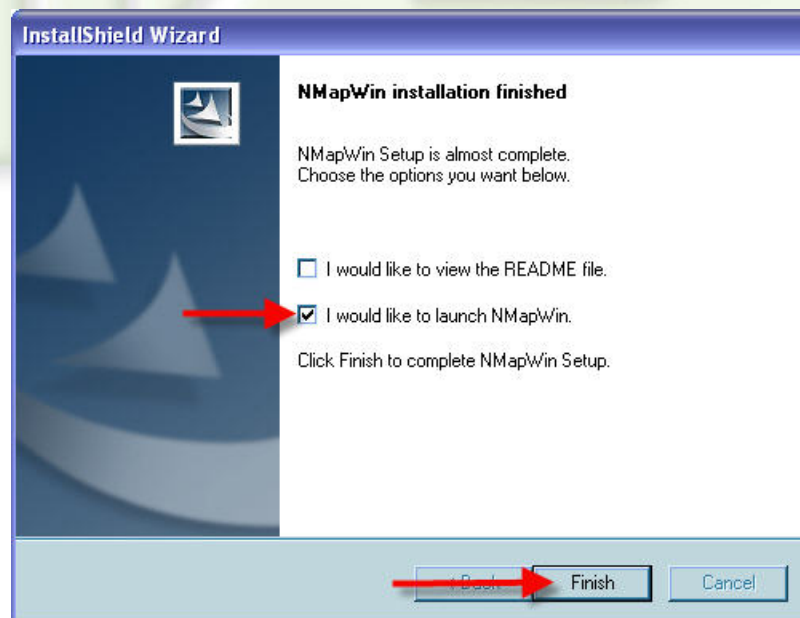 InstallShield Wizard
NMapWin installation finished
NMapWin Setup is almost complete.
Choose the options you want below.
I would like to view the README file.
I would like to launch NMapWin.
Click Finish to complete NMapWin Setup.
< Back Finish Cancel